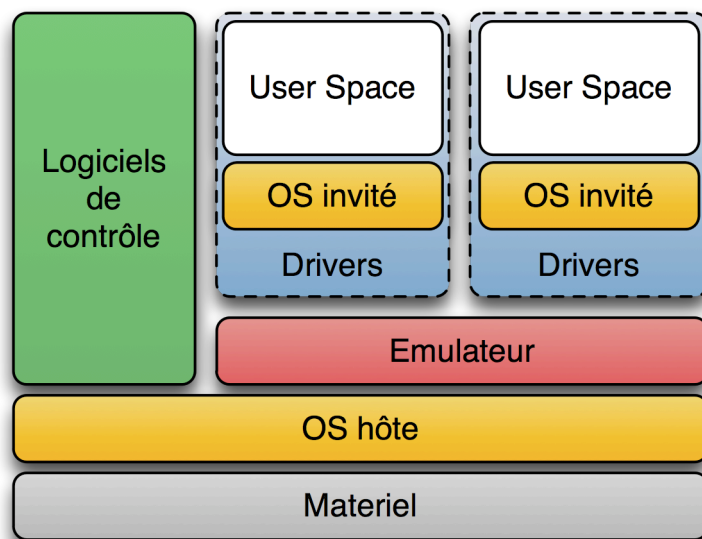 User Space
User Space
Logiciels
de
contrôle
OS invité
OS invité
Drivers
Drivers
Emulateur
OS hôte
Materiel